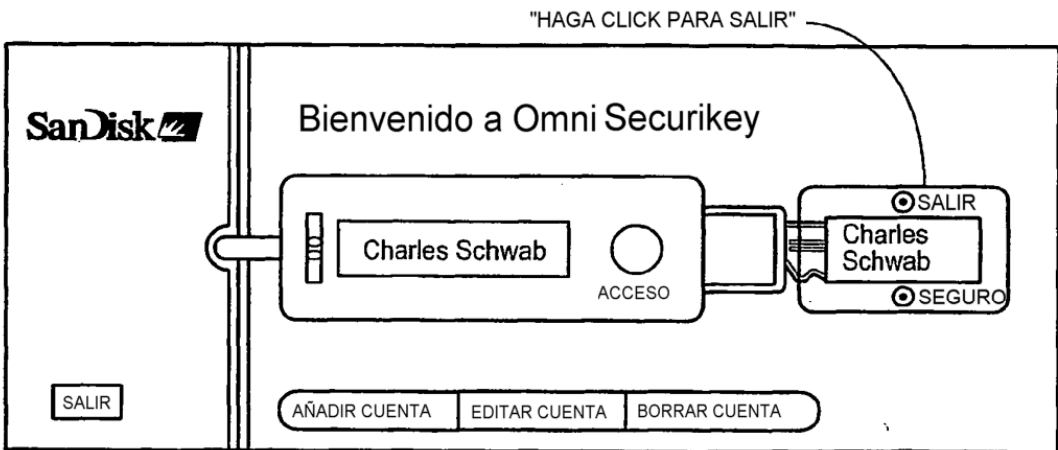 "HAGA CLICK PARA SALIR"
SanDisk
Bienvenido a Omni Securikey
SALIR
Charles Schwab
Charles
Schwab
ACCESO
SEGURO
SALIR
AÑADIR CUENTA
EDITAR CUENTA
BORRAR CUENTA